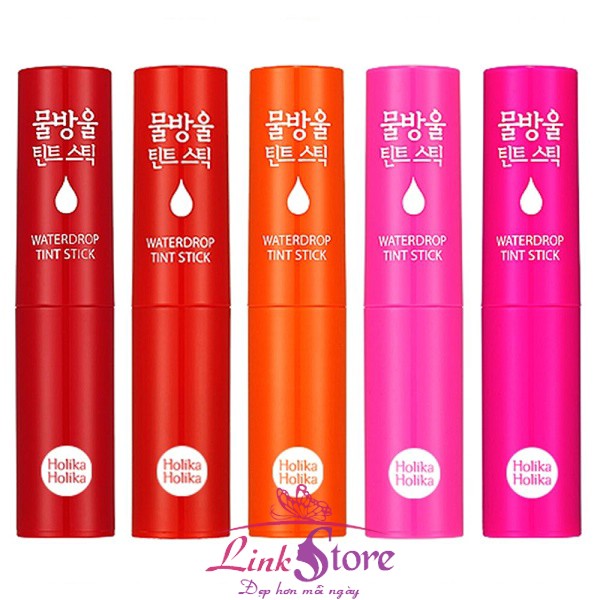 물방울
틴트 스틱
WATERDROP
TINT STICK
Holika
Holika
물방울
틴트 스틱
WATERDROP
TINT STICK
Holika
Holika
물방울
틴트 스틱
WATERDROP
TINT STICK
Holika
Holika
물방울
틴트 스틱
WATERDROP
TINT STICK
Holika
Holika
물방울
틴트 스틱
WATERDROP
TINT STICK
Holika
Holika
Link Store
Đẹp hơn mỗi ngày